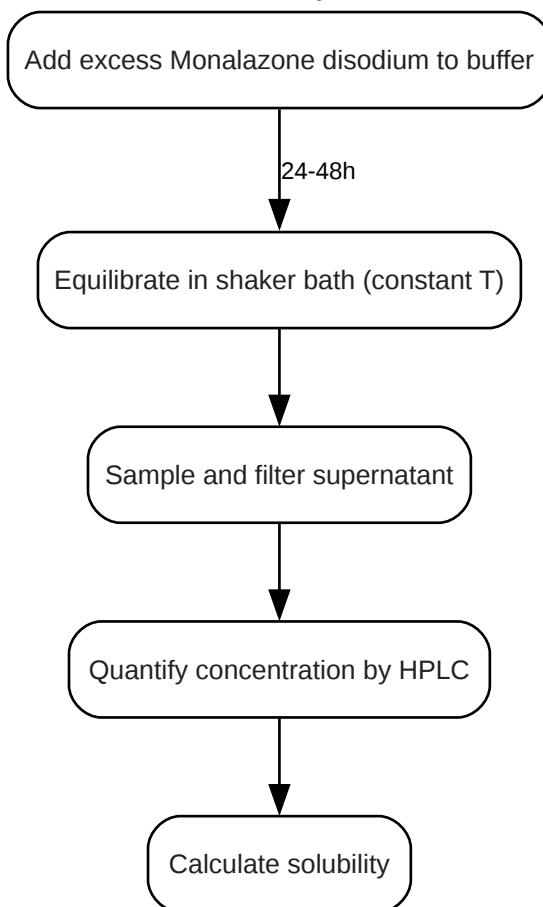 Add excess Monalazone disodium to buffer
24-48h
Equilibrate in shaker bath (constant T)
Sample and filter supernatant
Quantify concentration by HPLC
Calculate solubility